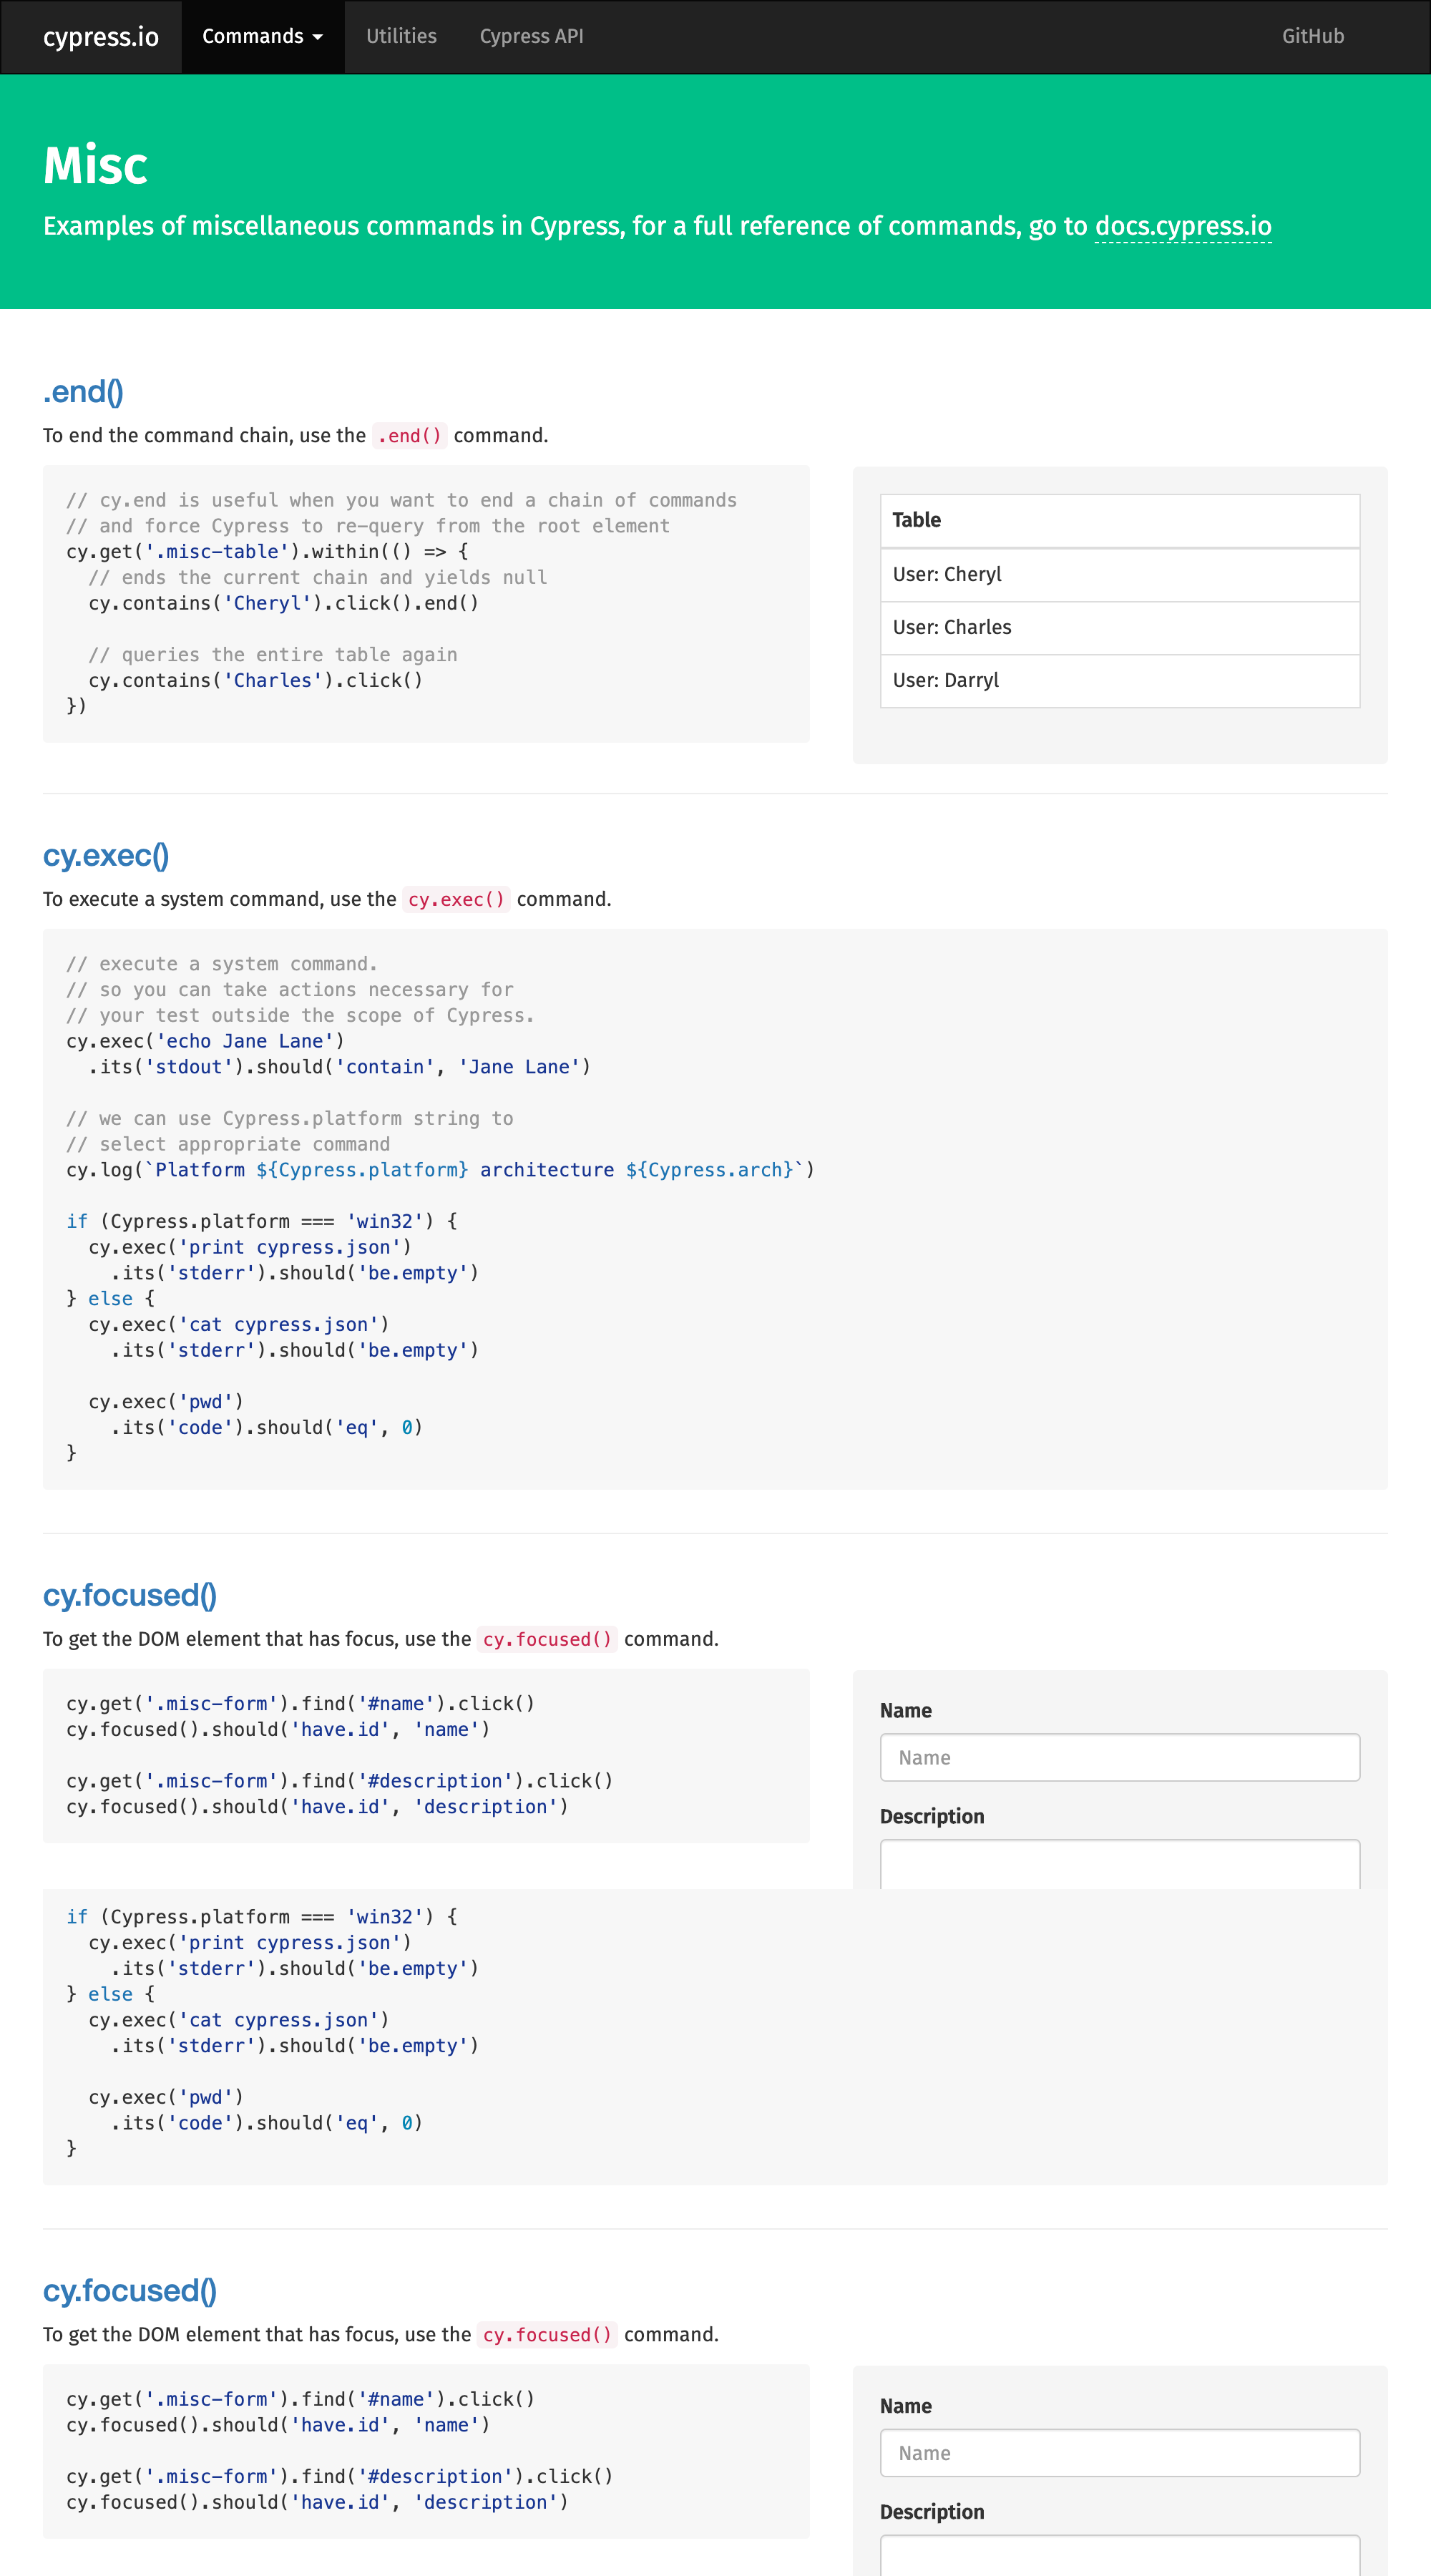 cypress.io Commands Utilities Cypress API GitHub
Misc
Examples of miscellaneous commands in Cypress, for a full reference of commands, go to docs.cypress.io
.end()
To end the command chain, use the .end() command.
// cy.end is useful when you want to end a chain of commands
// and force Cypress to re-query from the root element
cy.get('.misc-table').within(() => {
  // ends the current chain and yields null
  cy.contains('Cheryl').click().end()
  // queries the entire table again
  cy.contains('Charles').click()
})
Table
User: Cheryl
User: Charles
User: Darryl
cy.exec()
To execute a system command, use the cy.exec() command.
// execute a system command.
// so you can take actions necessary for
// your test outside the scope of Cypress.
cy.exec('echo Jane Lane')
  .its('stdout').should('contain', 'Jane Lane')
// we can use Cypress.platform string to
// select appropriate command
cy.log(`Platform ${Cypress.platform} architecture ${Cypress.arch}`)
if (Cypress.platform === 'win32') {
  cy.exec('print cypress.json')
    .its('stderr').should('be.empty')
} else {
  cy.exec('cat cypress.json')
    .its('stderr').should('be.empty')
  cy.exec('pwd')
    .its('code').should('eq', 0)
}
cy.focused()
To get the DOM element that has focus, use the cy.focused() command.
cy.get('.misc-form').find('#name').click()
cy.focused().should('have.id', 'name')
cy.get('.misc-form').find('#description').click()
cy.focused().should('have.id', 'description')
Name
Name
Description
if (Cypress.platform === 'win32') {
  cy.exec('print cypress.json')
    .its('stderr').should('be.empty')
} else {
  cy.exec('cat cypress.json')
    .its('stderr').should('be.empty')
  cy.exec('pwd')
    .its('code').should('eq', 0)
}
cy.focused()
To get the DOM element that has focus, use the cy.focused() command.
cy.get('.misc-form').find('#name').click()
cy.focused().should('have.id', 'name')
cy.get('.misc-form').find('#description').click()
cy.focused().should('have.id', 'description')
Name
Name
Description